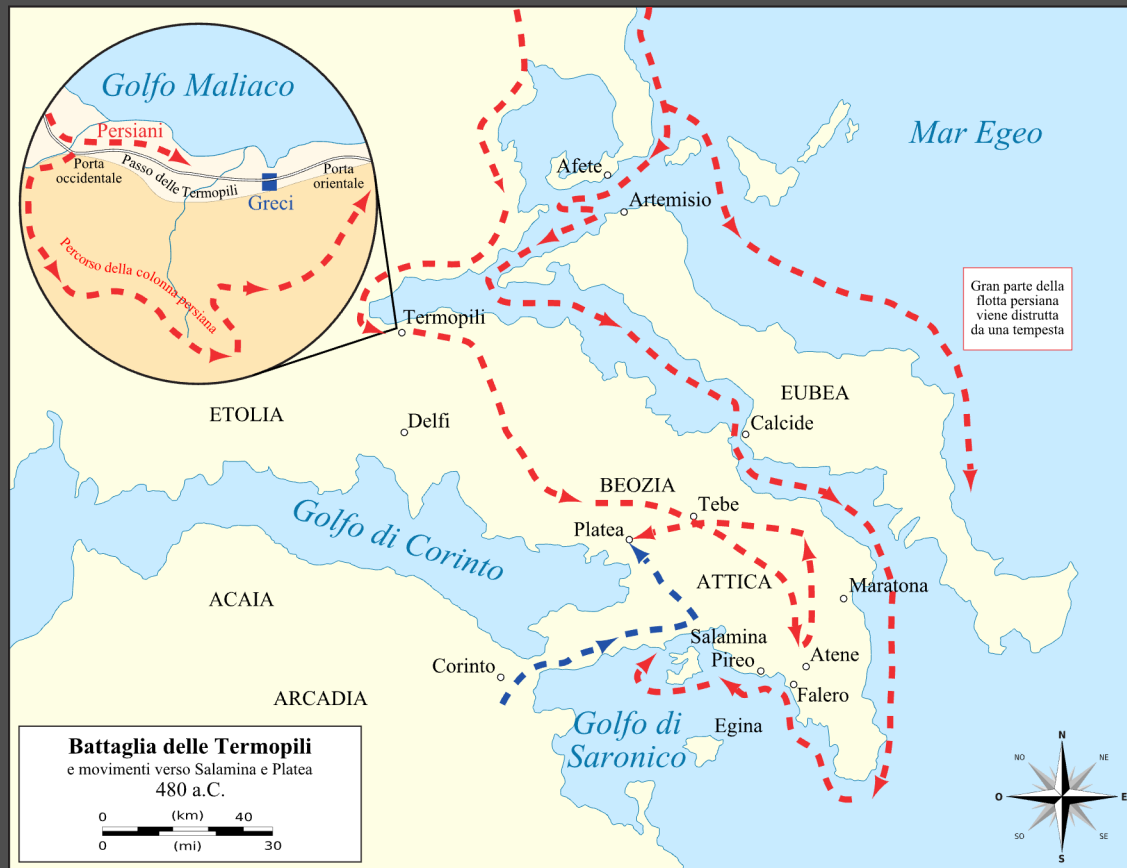 Golfo Maliaco
Persiani
Porta
occidentale
Passo delle Termopili
Porta
orientale
Greci
Percorso della colonna persiana
Mar Egeo
Afete
Artemisio
Gran parte della
flotta persiana
viene distrutta
da una tempesta
Termopili
EUBEA
ETOLIA
Delfi
Calcide
BEOZIA
Tebe
Golfo di Corinto
Platea
ATTICA
Maratona
ACAIA
Salamina
Pireo
Atene
Corinto
Falero
ARCADIA
Golfo di
Saronico
Egina
Battaglia delle Termopili
e movimenti verso Salamina e Platea
480 a.C.
0 (km) 40
0 (mi) 30
N
NO NE
O E
SO SE
S